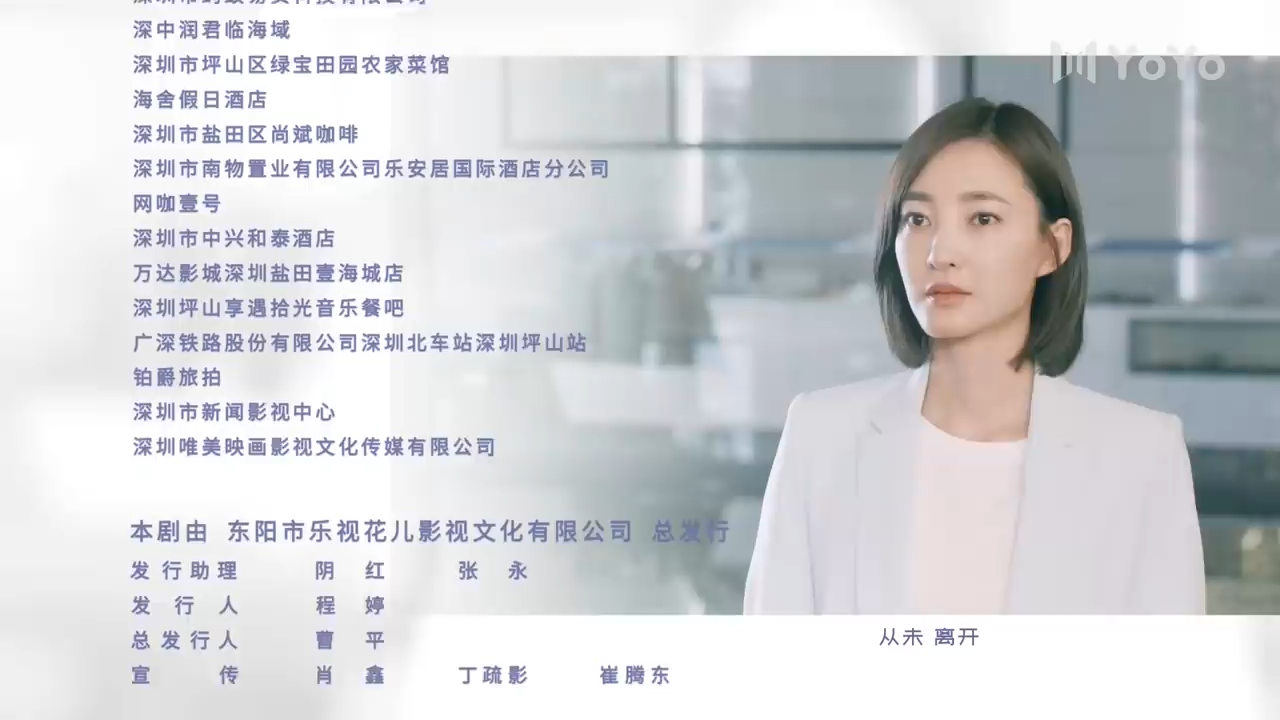 深中润君临海域
深圳市坪山区绿宝田园农家菜馆
海舍假日酒店
深圳市盐田区尚斌咖啡
深圳市南物置业有限公司乐安居国际酒店分公司
网咖壹号
深圳市中兴和泰酒店
万达影城深圳盐田壹海城店
深圳坪山享遇拾光音乐餐吧
广深铁路股份有限公司深圳北车站深圳坪山站
铂爵旅拍
深圳市新闻影视中心
深圳唯美映画影视文化传媒有限公司
本剧由 东阳市乐视花儿影视文化有限公司 总发行
发行助理 阴红 张永
发行人 程婷
总发行人 曹平
宣传 肖鑫 丁疏影 崔腾东
YoYo
从未 离开